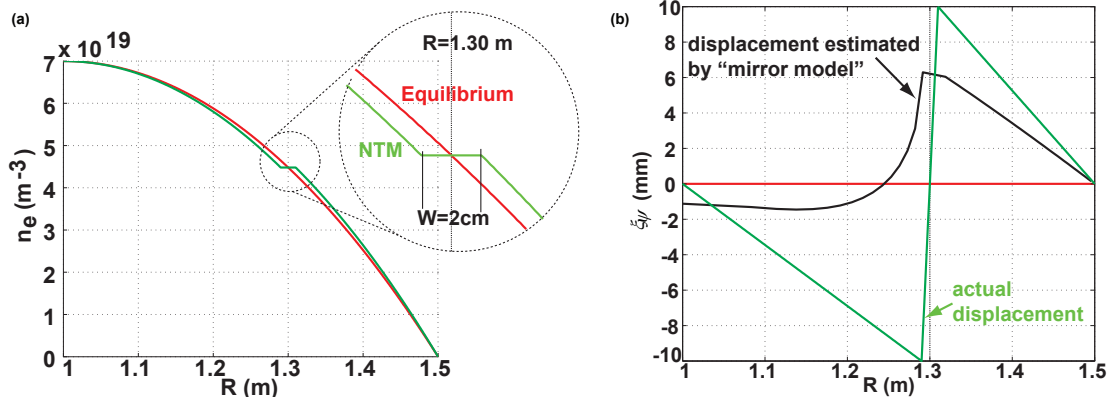 (a)
x 10 19
7
6
5
4
3
2
1
0
ne (m-3)
1
1.1
1.2
1.3
1.4
1.5
R (m)
R=1.30 m
Equilibrium
NTM
W=2cm
(b)
10
8
6
4
2
0
-2
-4
-6
-8
-10
ξψ (mm)
displacement estimated
by “mirror model”
actual
displacement
1
1.1
1.2
1.3
1.4
1.5
R (m)